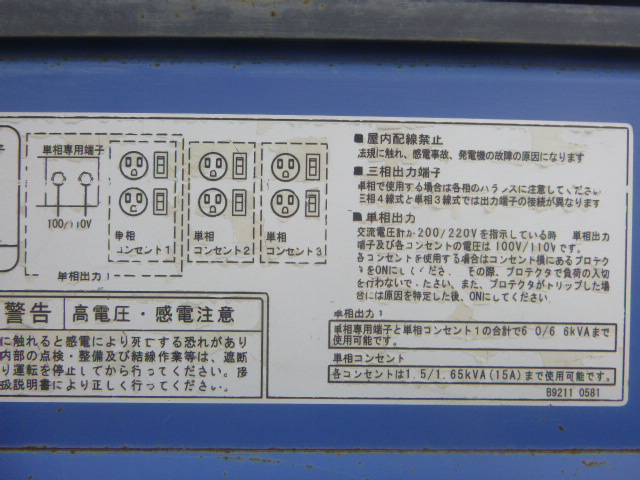 単相専用端子
100/110V
単相
コンセント1
単相
コンセント2
単相
コンセント3
単相出力1
■屋内配線禁止
法規に触れ、感電事故、発電機の故障の原因になります
■三相出力端子
単相で使用する場合は各相のバランスに注意してください
三相4線式と単相3線式では出力端子の接続が異なります
■単相出力
交流電圧計が200/220Vを指示している時 単相出力
端子及び各コンセントの電圧は100V/110Vです。
各コンセントを使用する場合はコンセント横にあるプロテクタ
をONにしてください。 その際、プロテクタで負荷の入切
を行わないでください。また、プロテクタがトリップした場
合には原因を特定した後、ONにしてください。
単相出力1
単相専用端子と単相コンセント1の合計で6.0/6.6kVAまで
使用可能です。
単相コンセント
各コンセントは1.5/1.65kVA(15A)まで使用可能です。
B9211 0581
警告 高電圧・感電注意
に触れると感電により死亡する恐れがあり
内部の点検・整備及び結線作業等は、遮断
り運転を停止してから行ってください。接
扱説明書により正しく行ってください。